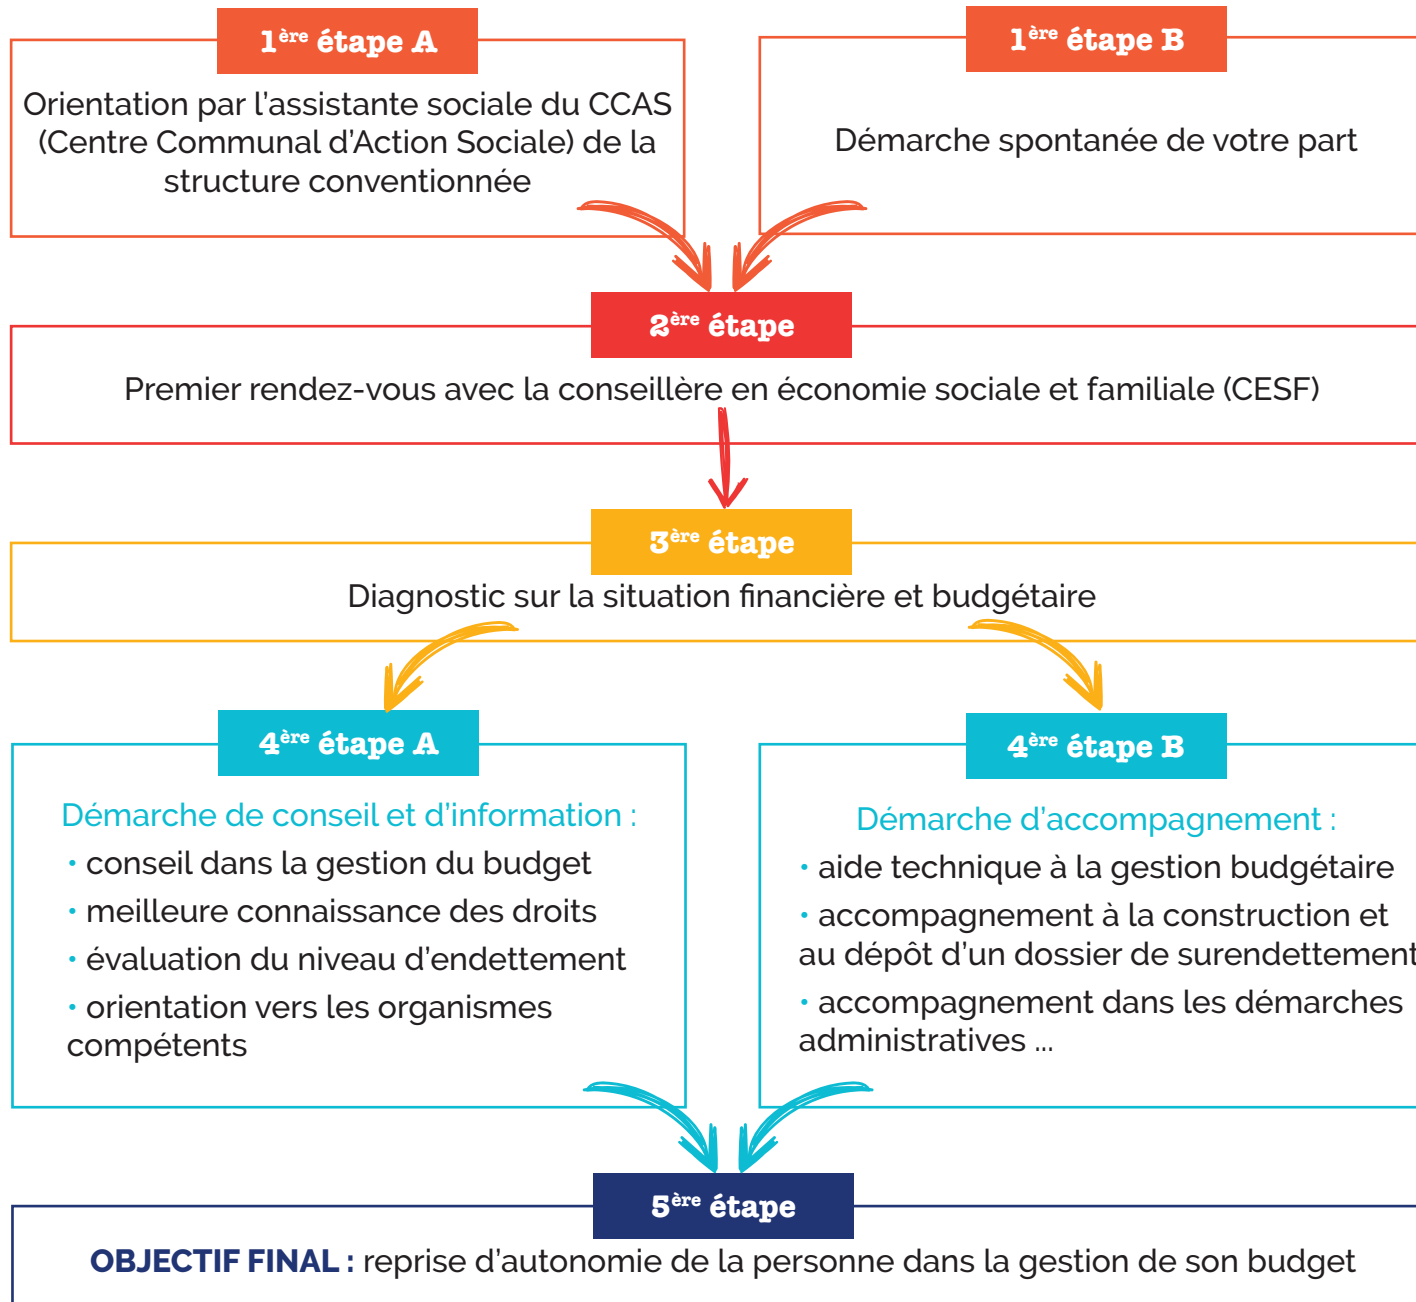 1ère étape A
Orientation par l'assistante sociale du CCAS
(Centre Communal d'Action Sociale) de la
structure conventionnée
1ère étape B
Démarche spontanée de votre part
2ère étape
Premier rendez-vous avec la conseillère en économie sociale et familiale (CESF)
3ère étape
Diagnostic sur la situation financière et budgétaire
4ère étape A
Démarche de conseil et d'information :
• conseil dans la gestion du budget
• meilleure connaissance des droits
• évaluation du niveau d'endettement
• orientation vers les organismes
compétents
4ère étape B
Démarche d'accompagnement :
• aide technique à la gestion budgétaire
• accompagnement à la construction et
au dépôt d'un dossier de surendettement
• accompagnement dans les démarches
administratives ...
5ère étape
OBJECTIF FINAL : reprise d'autonomie de la personne dans la gestion de son budget